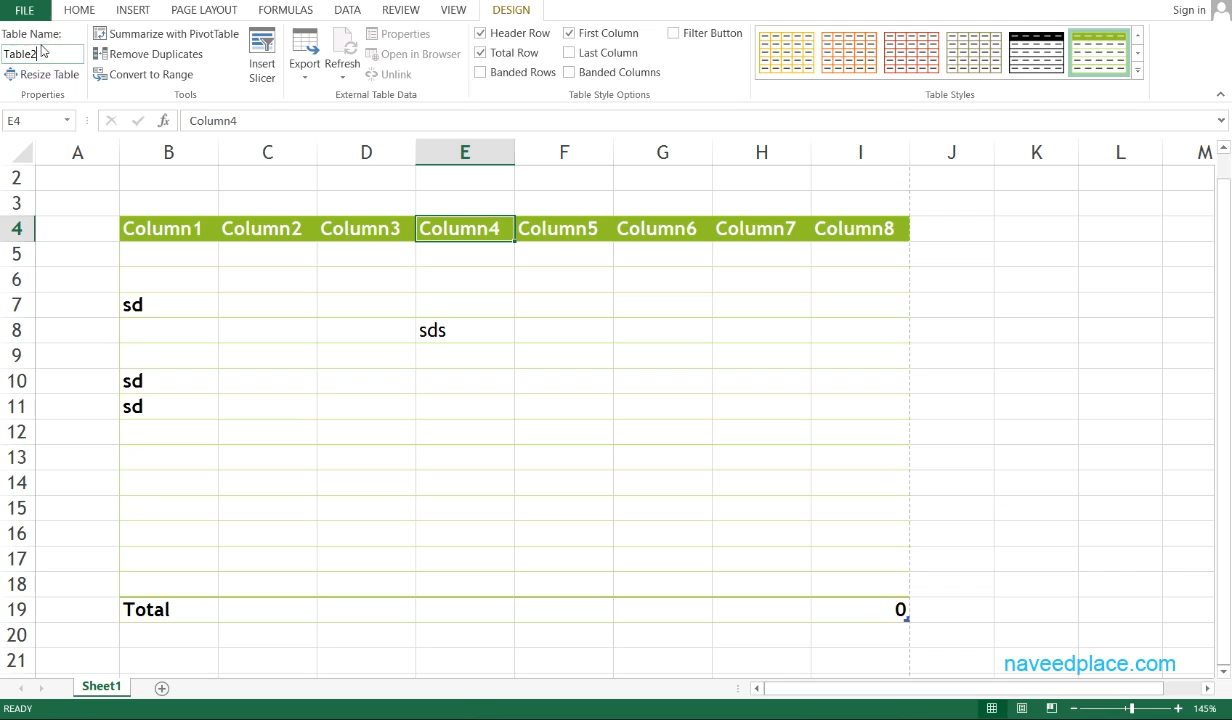 FILE HOME INSERT PAGE LAYOUT FORMULAS DATA REVIEW VIEW DESIGN Sign in
Table Name:
Table2
Resize Table
Properties
Summarize with PivotTable
Remove Duplicates
Convert to Range
Tools
Insert
Slicer
Export
Refresh
Properties
Open in Browser
Unlink
External Table Data
Header Row
Total Row
Banded Rows
First Column
Last Column
Banded Columns
Filter Button
Table Style Options
Table Styles
E4 fx Column4
A B C D E F G H I J K L M
2
3
4 Column1 Column2 Column3 Column4 Column5 Column6 Column7 Column8
5
6
7 sd
8 sds
9
10 sd
11 sd
12
13
14
15
16
17
18
19 Total 0
20
21
naveedplace.com
Sheet1
READY 145%